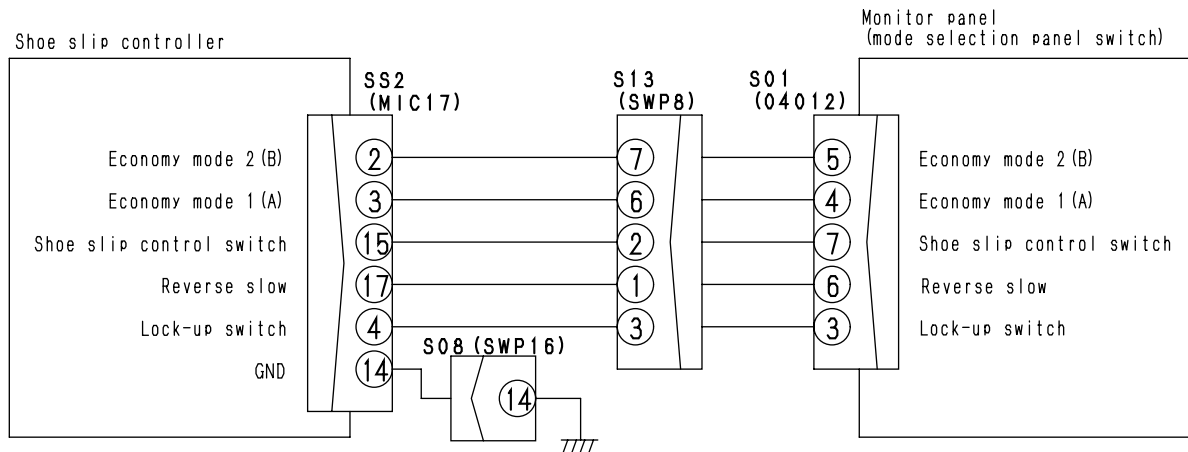 Monitor panel
(mode selection panel switch)
Shoe slip controller
SS2
(MIC17)
S13
(SWP8)
S01
(04012)
Economy mode 2(B) 2 7 5 Economy mode 2(B)
Economy mode 1(A) 3 6 4 Economy mode 1(A)
Shoe slip control switch 15 2 7 Shoe slip control switch
Reverse slow 17 1 6 Reverse slow
Lock-up switch 4 3 3 Lock-up switch
S08(SWP16)
GND 14
14